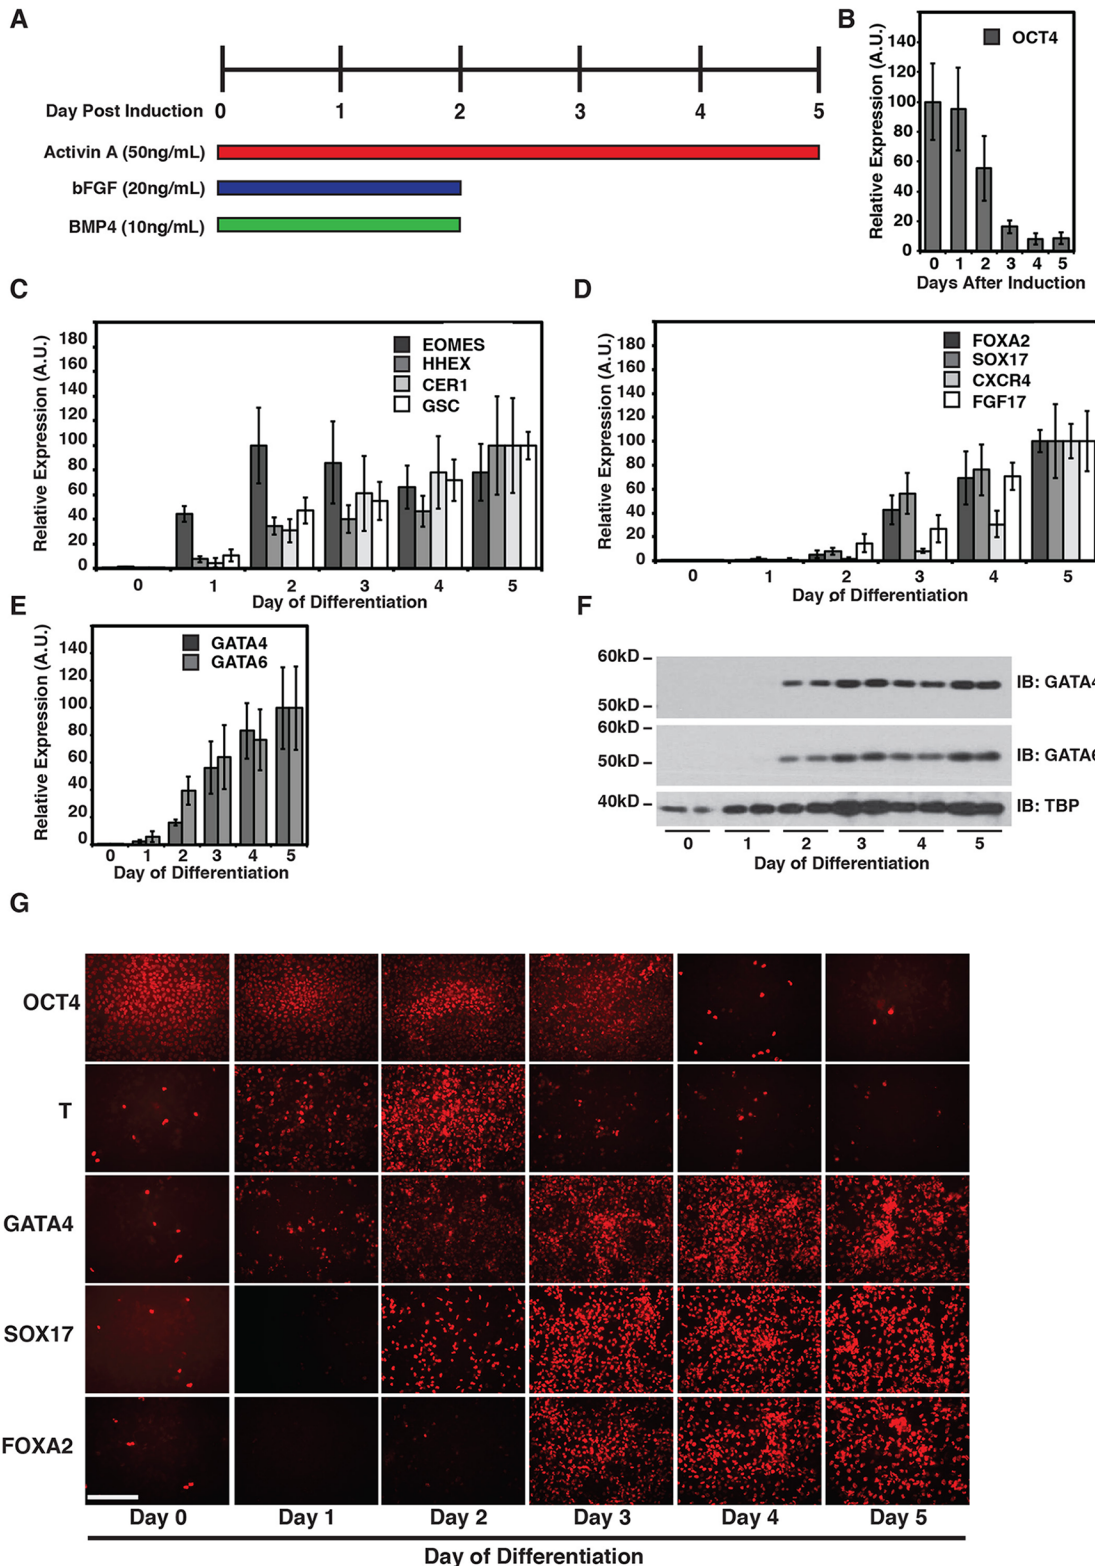 A
Day Post Induction 0 1 2 3 4 5
Activin A (50ng/mL)
bFGF (20ng/mL)
BMP4 (10ng/mL)
B
Relative Expression (A.U.)
140
120
100
80
60
40
20
0
OCT4
0 1 2 3 4 5
Days After Induction
C
Relative Expression (A.U.)
180
160
140
120
100
80
60
40
20
0
EOMES
HHEX
CER1
GSC
0 1 2 3 4 5
Day of Differentiation
D
Relative Expression (A.U.)
180
160
140
120
100
80
60
40
20
0
FOXA2
SOX17
CXCR4
FGF17
0 1 2 3 4 5
Day of Differentiation
E
Relative Expression (A.U.)
140
120
100
80
60
40
20
0
GATA4
GATA6
0 1 2 3 4 5
Day of Differentiation
F
60kD
50kD
IB: GATA4
60kD
50kD
IB: GATA6
40kD
IB: TBP
0 1 2 3 4 5
Day of Differentiation
G
OCT4
T
GATA4
SOX17
FOXA2
Day 0 Day 1 Day 2 Day 3 Day 4 Day 5
Day of Differentiation